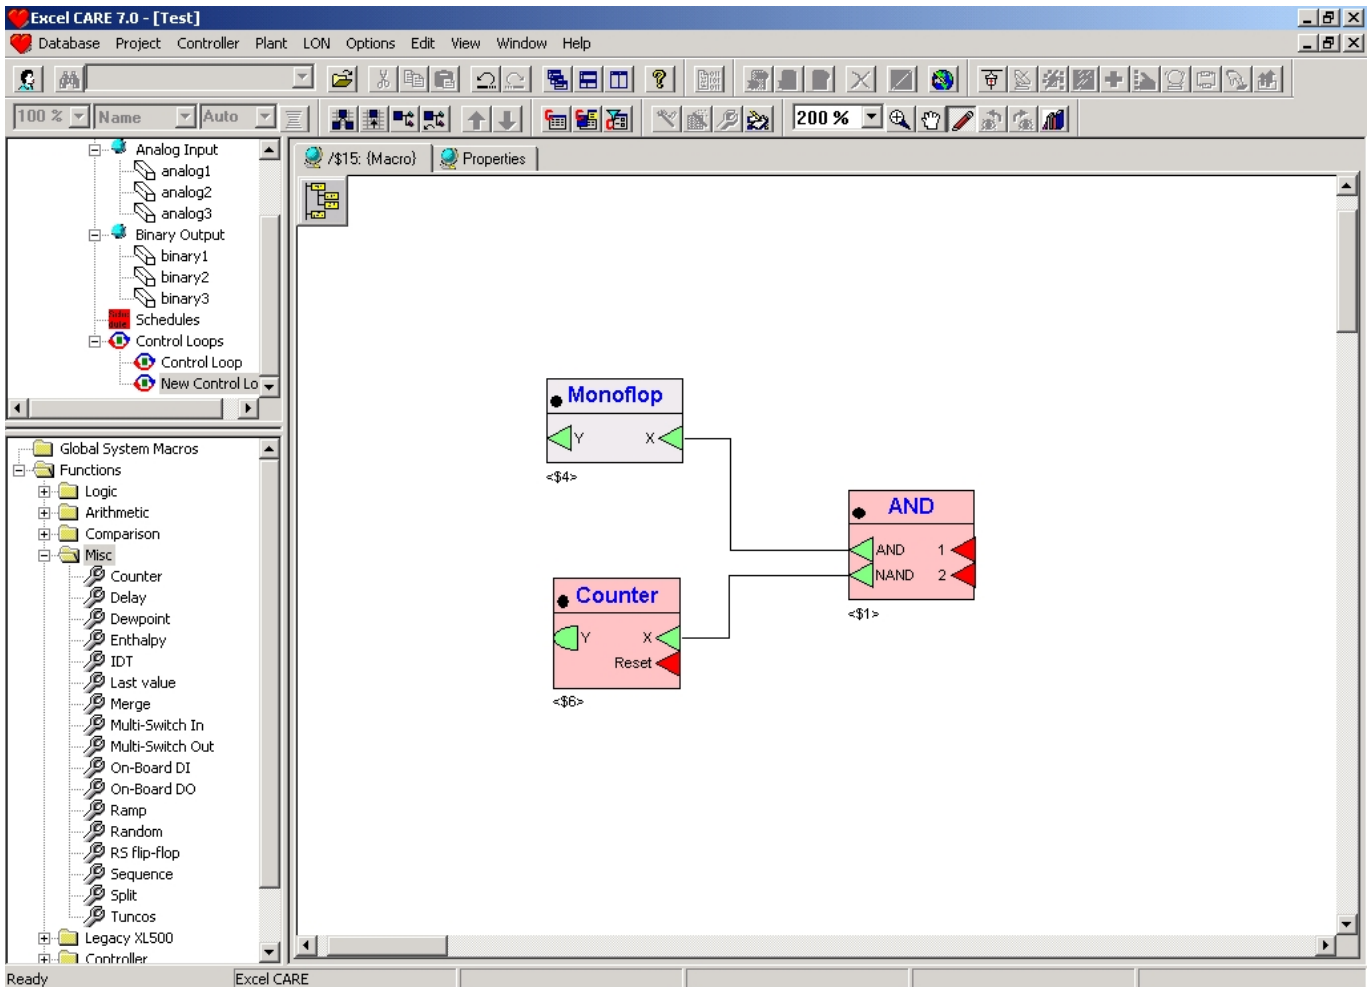 Excel CARE 7.0 - [Test]
Database Project Controller Plant LON Options Edit View Window Help
100 % Name Auto 200 %
Analog Input
analog1
analog2
analog3
Binary Output
binary1
binary2
binary3
Schedules
Control Loops
Control Loop
New Control Lo
Global System Macros
Functions
Logic
Arithmetic
Comparison
Misc
Counter
Delay
Dewpoint
Enthalpy
IDT
Last value
Merge
Multi-Switch In
Multi-Switch Out
On-Board DI
On-Board DO
Ramp
Random
RS flip-flop
Sequence
Split
Tuncos
Legacy XL500
Controller
/$15: {Macro} Properties
Monoflop
Y X
<$4>
AND
AND 1
NAND 2
<$1>
Counter
Y X
Reset
<$6>
Ready Excel CARE